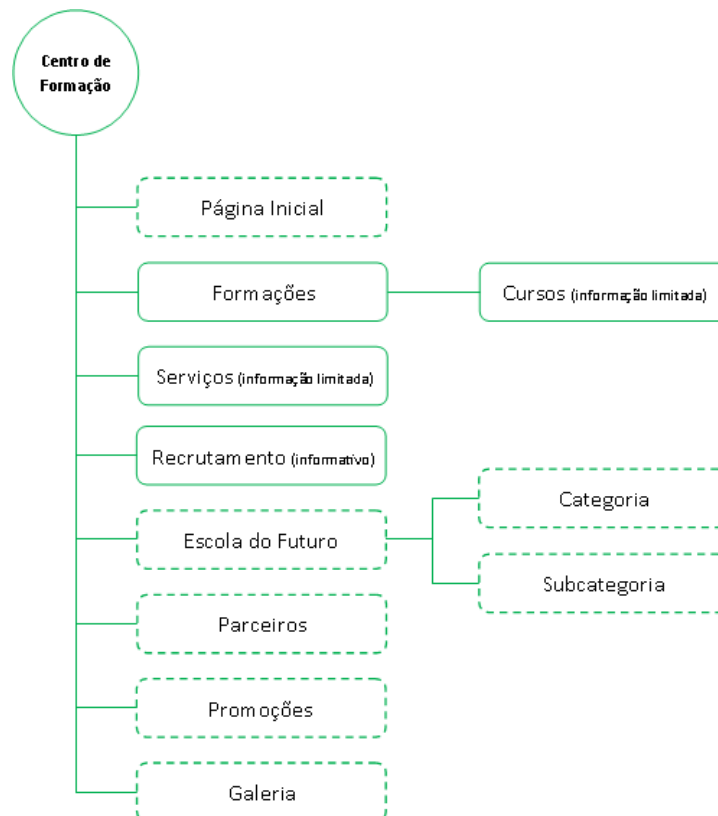 Centro de
Formação
Página Inicial
Formações
Cursos (informação limitada)
Serviços (informação limitada)
Recrutamento (informativo)
Categoria
Escola do Futuro
Subcategoria
Parceiros
Promoções
Galeria